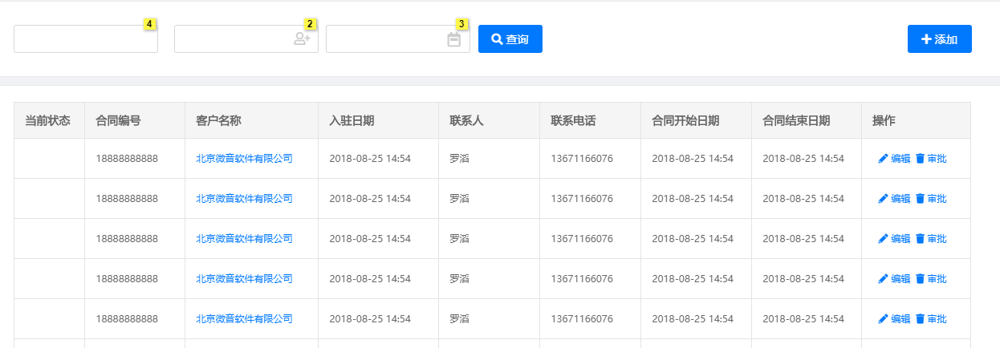 4 2 3
查询 添加
当前状态 合同编号 客户名称 入驻日期 联系人 联系电话 合同开始日期 合同结束日期 操作
18888888888 北京微音软件有限公司 2018-08-25 14:54 罗滔 13671166076 2018-08-25 14:54 2018-08-25 14:54 编辑 审批
18888888888 北京微音软件有限公司 2018-08-25 14:54 罗滔 13671166076 2018-08-25 14:54 2018-08-25 14:54 编辑 审批
18888888888 北京微音软件有限公司 2018-08-25 14:54 罗滔 13671166076 2018-08-25 14:54 2018-08-25 14:54 编辑 审批
18888888888 北京微音软件有限公司 2018-08-25 14:54 罗滔 13671166076 2018-08-25 14:54 2018-08-25 14:54 编辑 审批
18888888888 北京微音软件有限公司 2018-08-25 14:54 罗滔 13671166076 2018-08-25 14:54 2018-08-25 14:54 编辑 审批